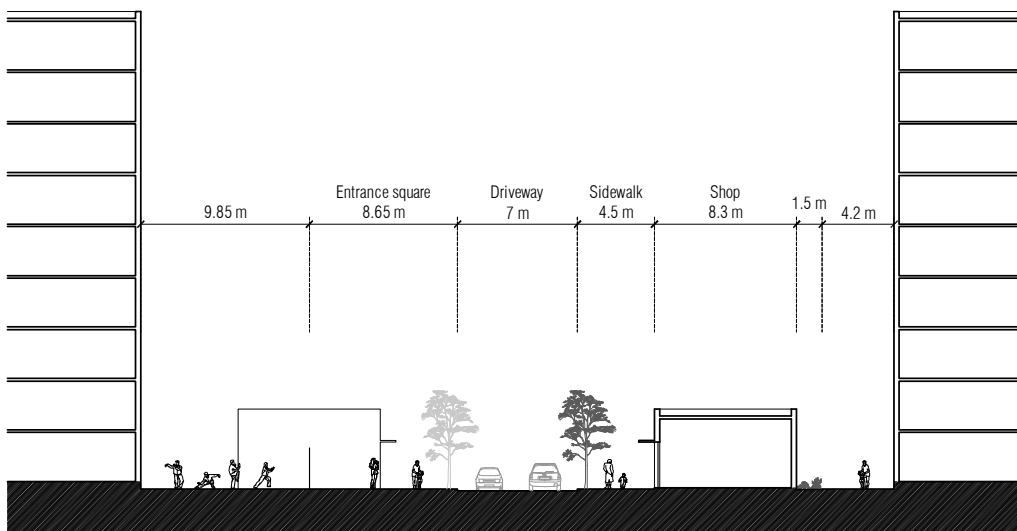 Entrance square
Driveway
Sidewalk
Shop
9.85 m
8.65 m
7 m
4.5 m
8.3 m
1.5 m
4.2 m